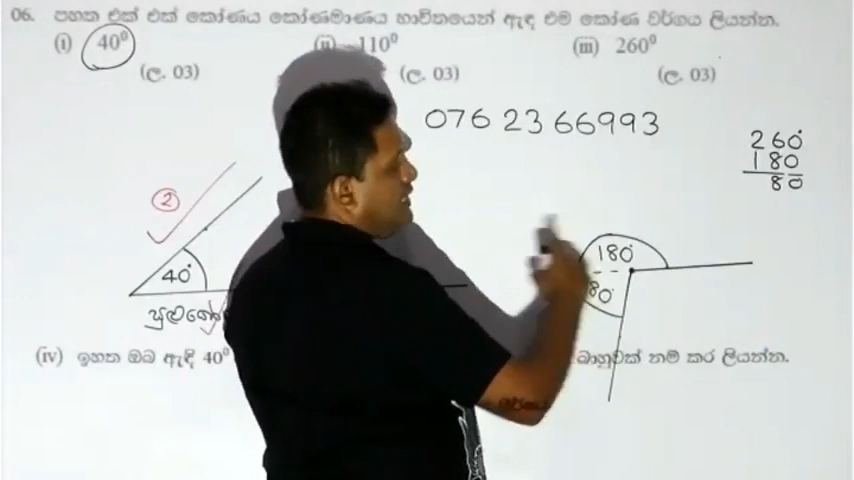 06. පහත එක් එක් කෝණය කෝණමානය භාවිතයෙන් ඇඳ එම කෝණ වර්ගය ලියන්න.
(i) 40⁰ (ii) 110⁰ (iii) 260⁰
(ල. 03) (ල. 03) (ල. 03)
076 23 66993
260°
180
80
②
180°
40°
80°
(iv) ඉහත ඔබ ඇඳි 40⁰ බාහුවක් නම් කර ලියන්න.